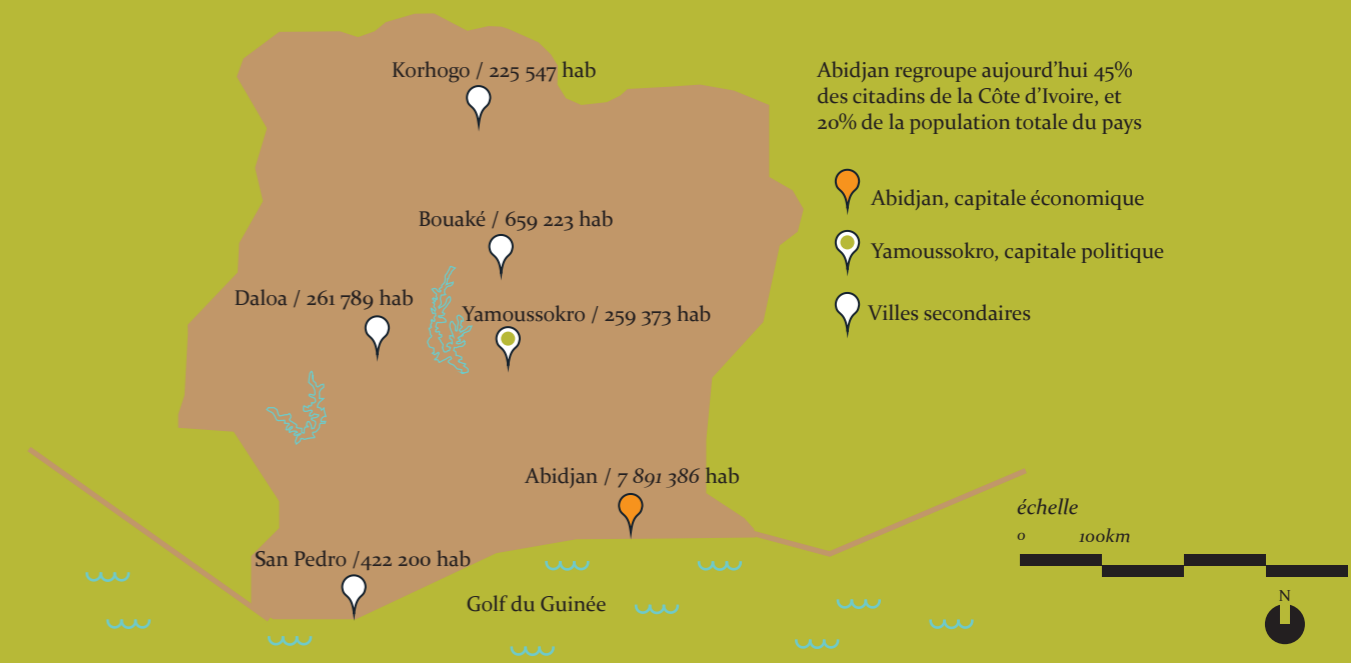 Korhogo / 225 547 hab
Abidjan regroupe aujourd'hui 45%
des citadins de la Côte d'Ivoire, et
20% de la population totale du pays
Abidjan, capitale économique
Bouaké / 659 223 hab
Yamoussokro, capitale politique
Daloa / 261 789 hab
Yamoussokro / 259 373 hab
Villes secondaires
Abidjan / 7 891 386 hab
échelle
0 100km
San Pedro /422 200 hab
Golf du Guinée
N